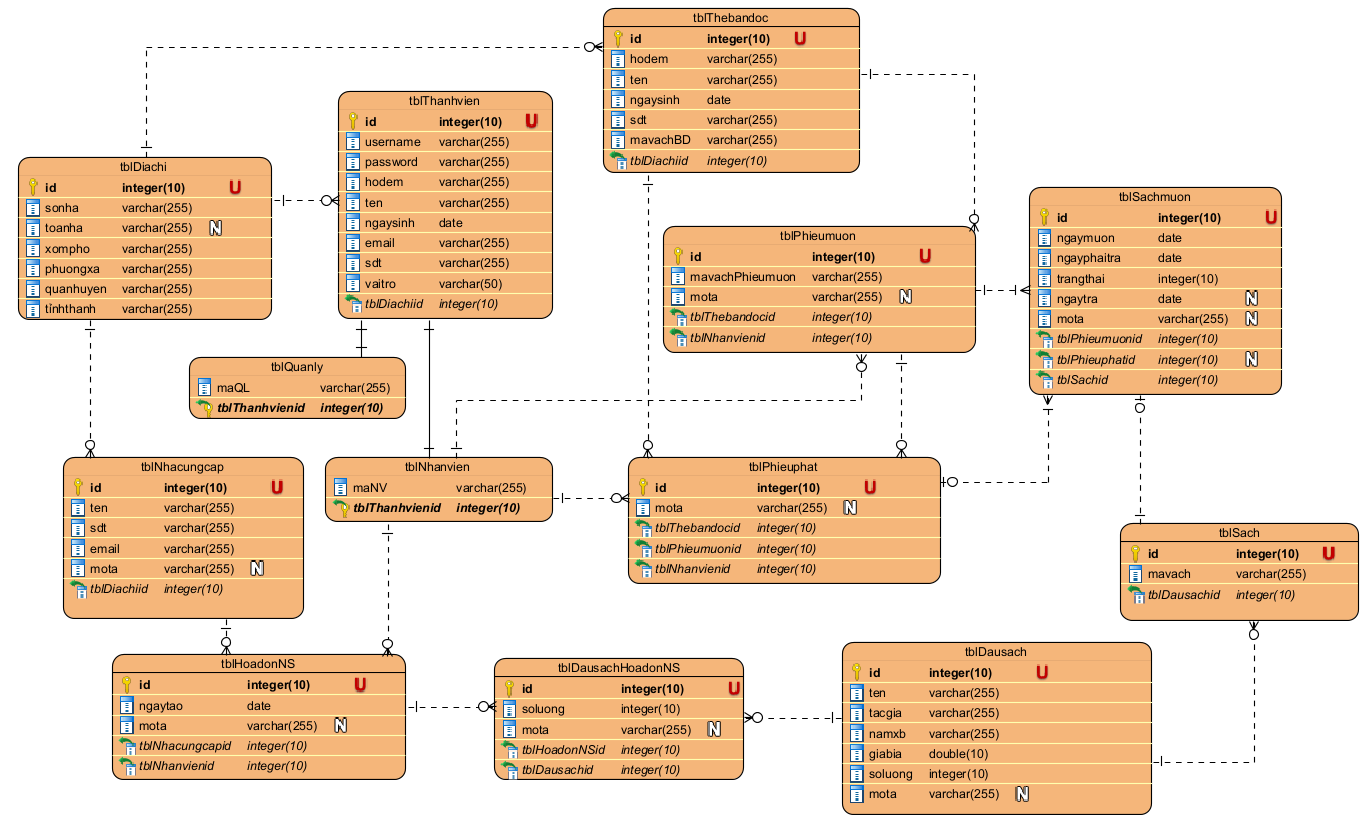 tblThebandoc
id integer(10) U
hodem varchar(255)
ten varchar(255)
ngaysinh date
sdt varchar(255)
mavachBD varchar(255)
tblDiachiid integer(10)
tblThanhvien
id integer(10) U
username varchar(255)
password varchar(255)
hodem varchar(255)
ten varchar(255)
ngaysinh date
email varchar(255)
sdt varchar(255)
vaitro varchar(50)
tblDiachiid integer(10)
tblDiachi
id integer(10) U
sonha varchar(255)
toanha varchar(255) N
xompho varchar(255)
phuongxa varchar(255)
quanhuyen varchar(255)
tỉnhthanh varchar(255)
tblSachmuon
id integer(10) U
ngaymuon date
ngayphaitra date
trangthai integer(10)
ngaytra date N
mota varchar(255) N
tblPhieumuonid integer(10)
tblPhieuphatid integer(10) N
tblSachid integer(10)
tblPhieumuon
id integer(10) U
mavachPhieumuon varchar(255)
mota varchar(255) N
tblThebandocid integer(10)
tblNhanvienid integer(10)
tblQuanly
maQL varchar(255)
tblThanhvienid integer(10)
tblNhacungcap
id integer(10) U
ten varchar(255)
sdt varchar(255)
email varchar(255)
mota varchar(255) N
tblDiachiid integer(10)
tblNhanvien
maNV varchar(255)
tblThanhvienid integer(10)
tblPhieuphat
id integer(10) U
mota varchar(255) N
tblThebandocid integer(10)
tblPhieumuonid integer(10)
tblNhanvienid integer(10)
tblSach
id integer(10) U
mavach varchar(255)
tblDausachid integer(10)
tblHoadonNS
id integer(10) U
ngaytao date
mota varchar(255) N
tblNhacungcapid integer(10)
tblNhanvienid integer(10)
tblDausachHoadonNS
id integer(10) U
soluong integer(10)
mota varchar(255) N
tblHoadonNSid integer(10)
tblDausachid integer(10)
tblDausach
id integer(10) U
ten varchar(255)
tacgia varchar(255)
namxb varchar(255)
giabia double(10)
soluong integer(10)
mota varchar(255) N